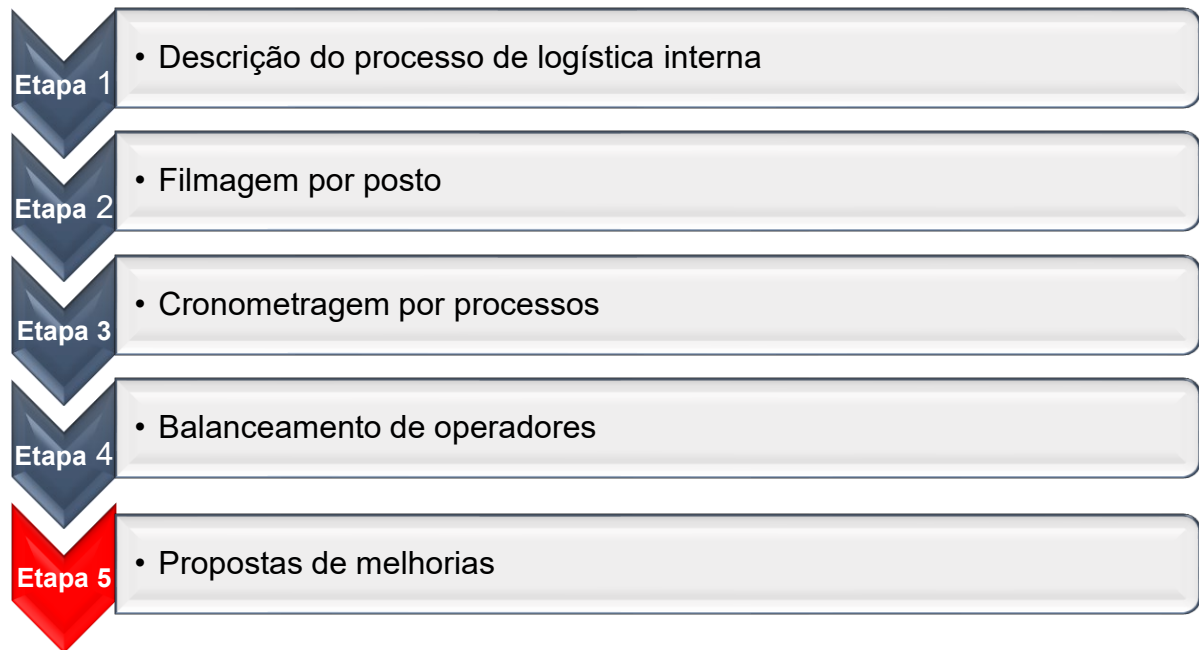 Etapa 1
• Descrição do processo de logística interna
Etapa 2
• Filmagem por posto
Etapa 3
• Cronometragem por processos
Etapa 4
• Balanceamento de operadores
Etapa 5
• Propostas de melhorias